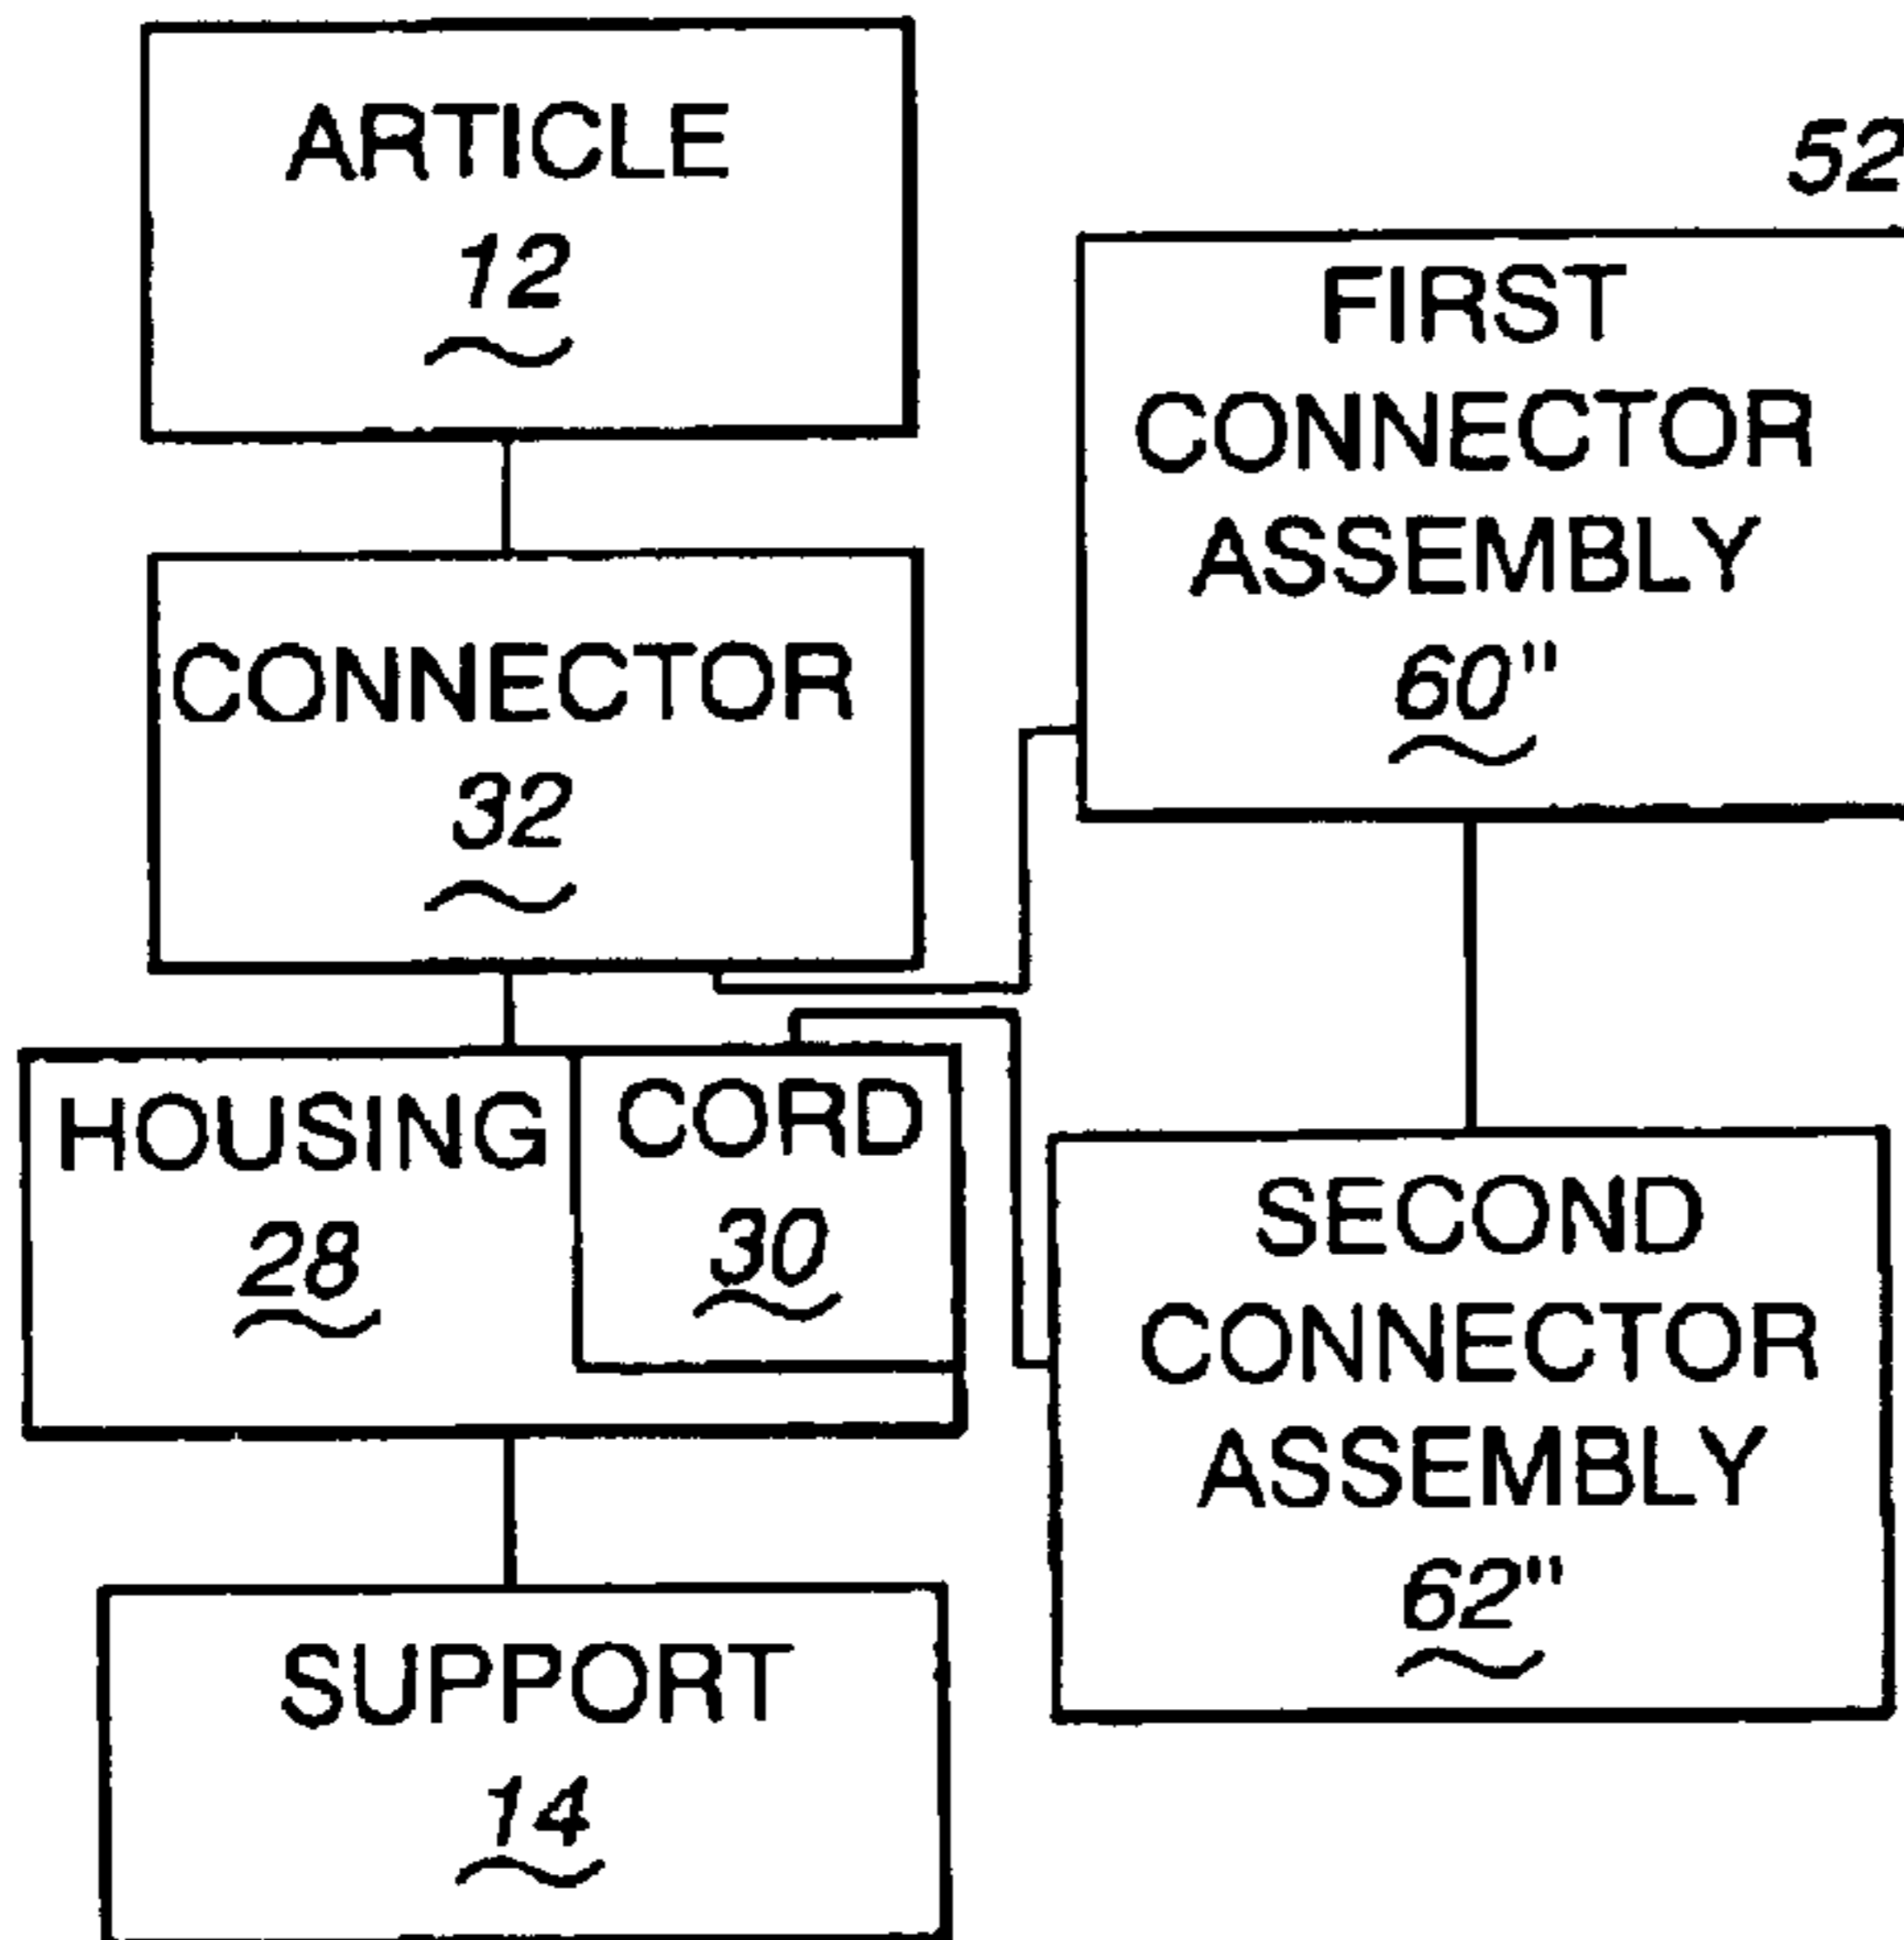 ARTICLE
12
52
FIRST
CONNECTOR
ASSEMBLY
60"
CONNECTOR
32
HOUSING
28
CORD
30
SECOND
CONNECTOR
ASSEMBLY
62"
SUPPORT
14